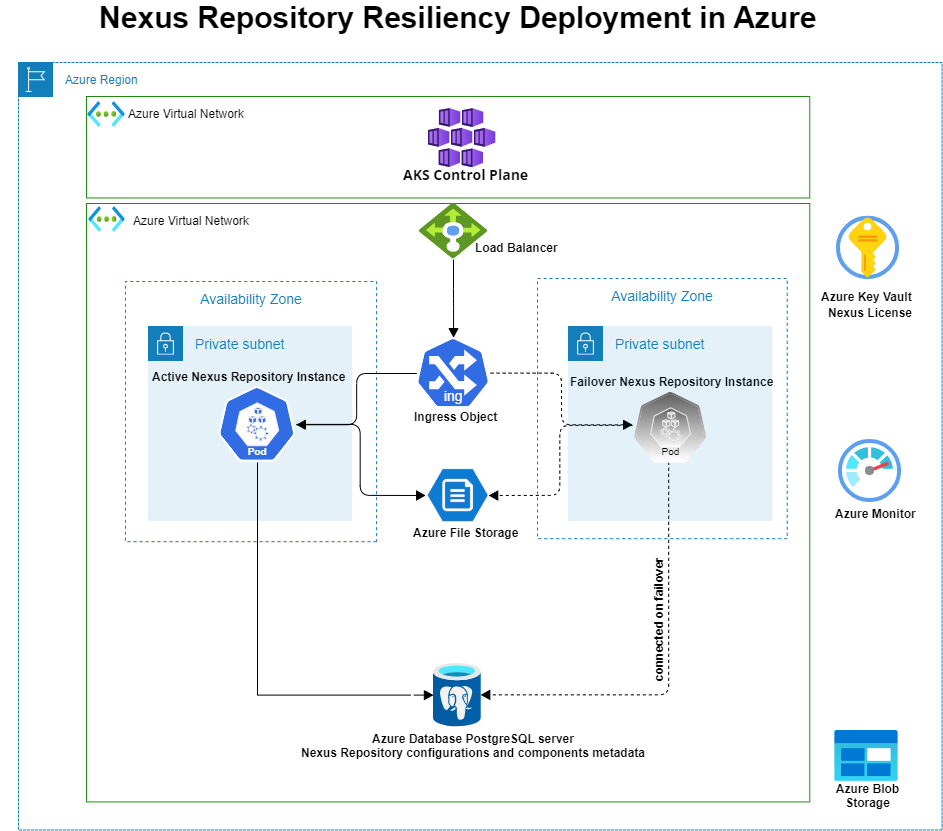 Nexus Repository Resiliency Deployment in Azure
Azure Region
Azure Virtual Network
AKS Control Plane
Azure Virtual Network
Load Balancer
Availability Zone
Availability Zone
Private subnet
Private subnet
Active Nexus Repository Instance
Failover Nexus Repository Instance
Pod
ing
Ingress Object
Pod
Azure File Storage
connected on failover
Azure Database PostgreSQL server
Nexus Repository configurations and components metadata
Azure Key Vault
Nexus License
Azure Monitor
Azure Blob
Storage